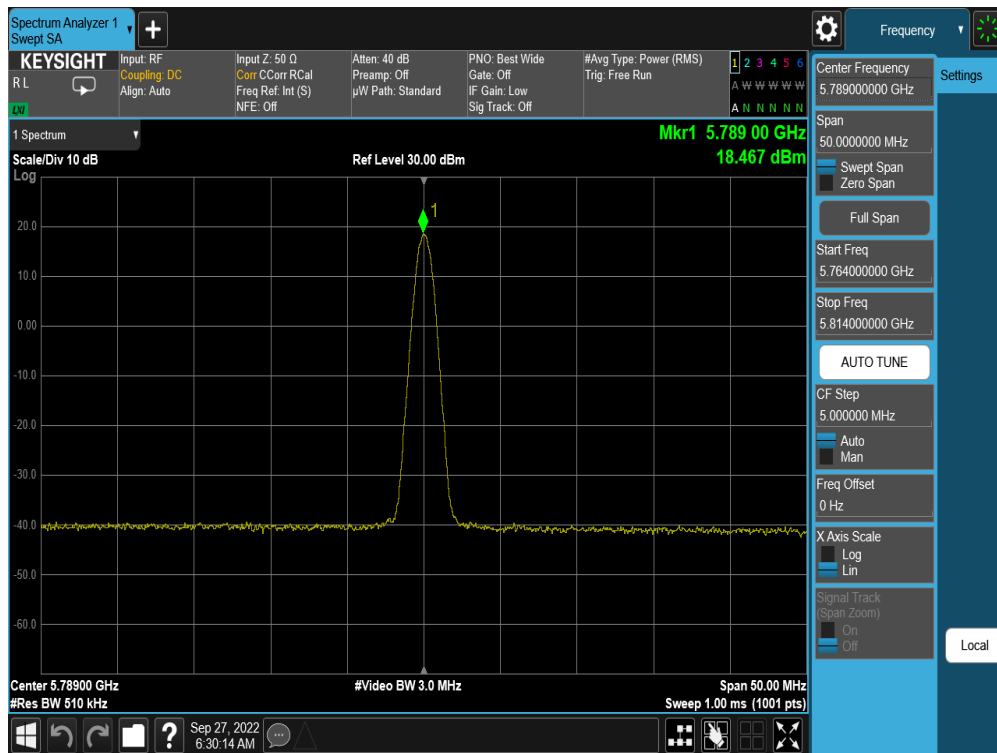 Spectrum Analyzer 1
Swept SA
Frequency
KEYSIGHT
R L
LXI
Input: RF
Coupling: DC
Align: Auto
Input Z: 50 Ω
Corr CCorr RCal
Freq Ref: Int (S)
NFE: Off
Atten: 40 dB
Preamp: Off
µW Path: Standard
PNO: Best Wide
Gate: Off
IF Gain: Low
Sig Track: Off
#Avg Type: Power (RMS)
Trig: Free Run
1 2 3 4 5 6
A W W W W W
A N N N N N
1 Spectrum
Scale/Div 10 dB
Log
Ref Level 30.00 dBm
Mkr1 5.789 00 GHz
18.467 dBm
1
20.0
10.0
0.00
-10.0
-20.0
-30.0
-40.0
-50.0
-60.0
Center 5.78900 GHz
#Res BW 510 kHz
#Video BW 3.0 MHz
Span 50.00 MHz
Sweep 1.00 ms (1001 pts)
Center Frequency
5.789000000 GHz
Settings
Span
50.0000000 MHz
Swept Span
Zero Span
Full Span
Start Freq
5.764000000 GHz
Stop Freq
5.814000000 GHz
AUTO TUNE
CF Step
5.000000 MHz
Auto
Man
Freq Offset
0 Hz
X Axis Scale
Log
Lin
Signal Track
(Span Zoom)
On
Off
Local
?
Sep 27, 2022
6:30:14 AM